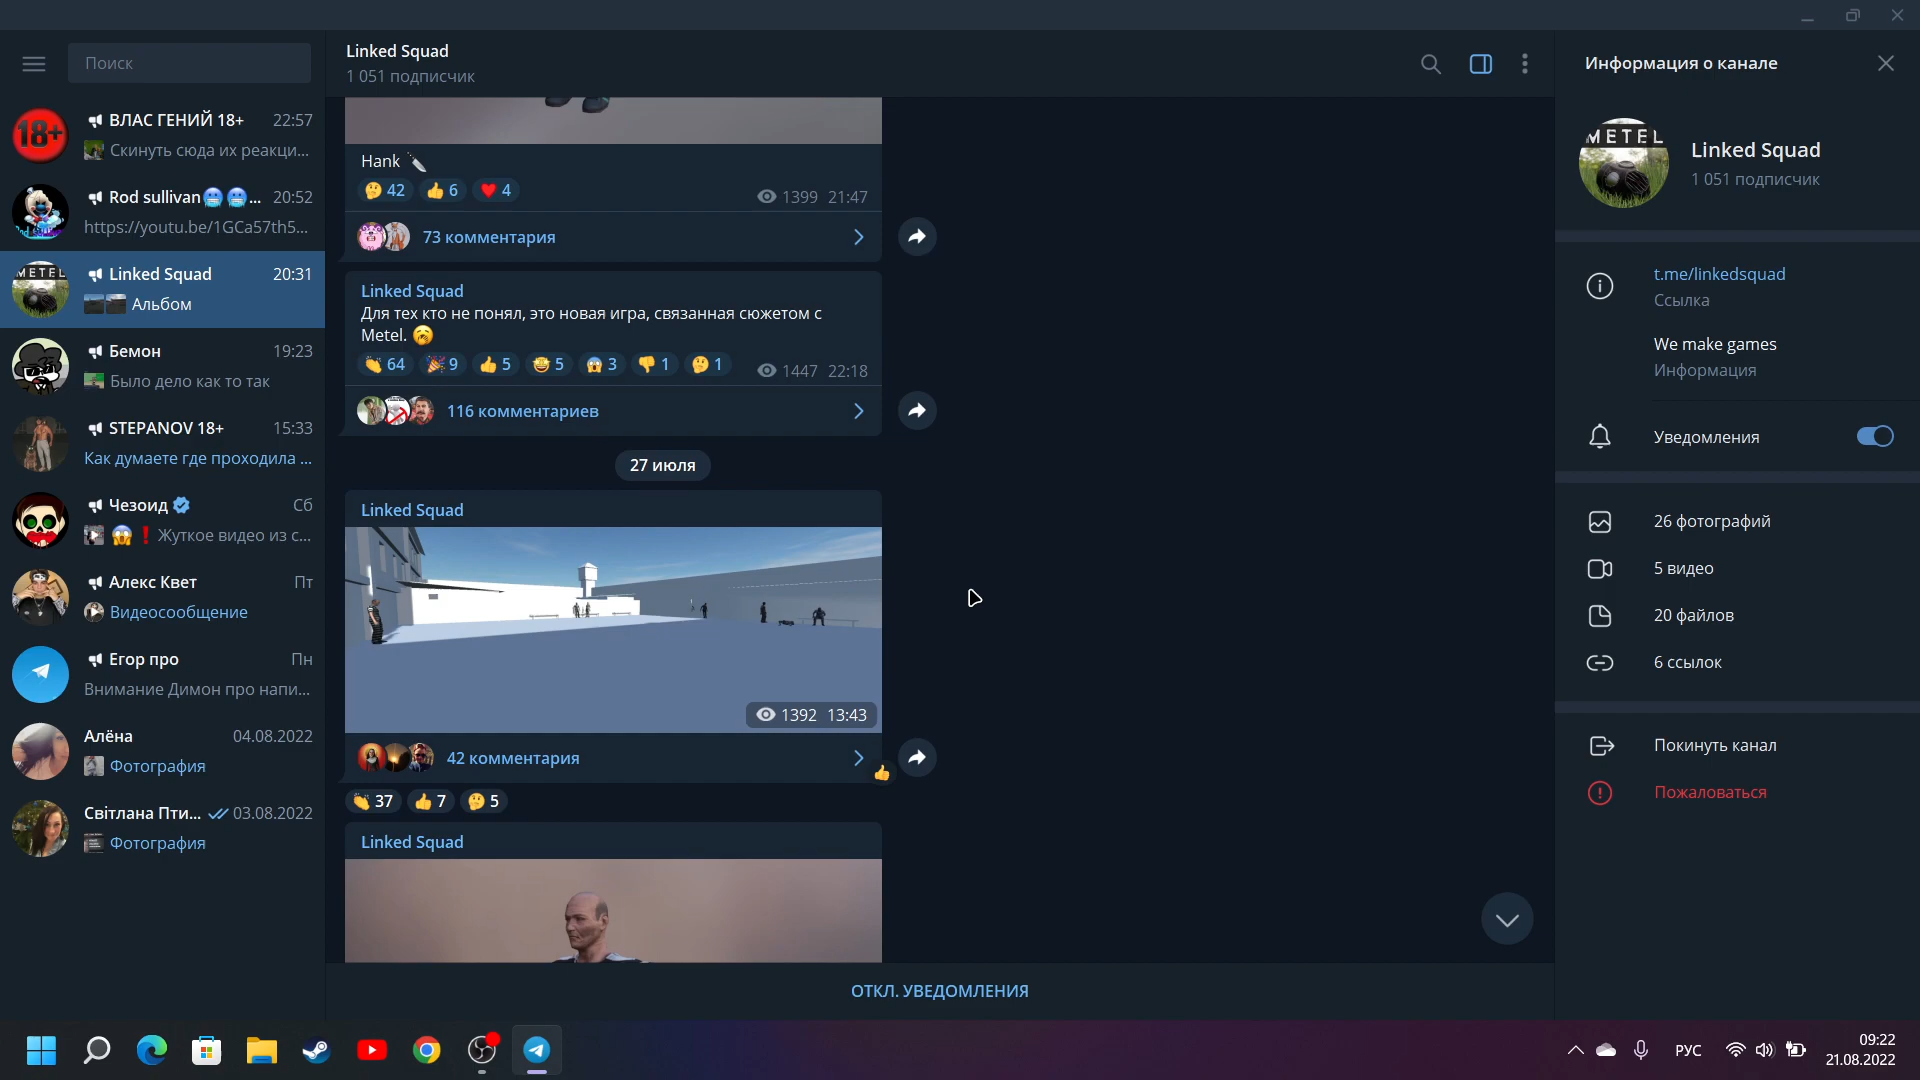 Поиск
18+
ВЛАС ГЕНИЙ 18+ 22:57
Скинуть сюда их реакци...
Rod sullivan🥶🥶... 20:52
https://youtu.be/1GCa57th5...
METEL
Linked Squad 20:31
Альбом
Бемон 19:23
Было дело как то так
STEPANOV 18+ 15:33
Как думаете где проходила ...
Чезоид Сб
😱❗Жуткое видео из с...
Алекс Квет Пт
Видеосообщение
Егор про Пн
Внимание Димон про напи...
Алёна 04.08.2022
Фотография
Світлана Пти... 03.08.2022
Фотография
Linked Squad
1 051 подписчик
Hank 🔪
🤔 42 👍 6 ❤️ 4 1399 21:47
73 комментария
Linked Squad
Для тех кто не понял, это новая игра, связанная сюжетом с
Metel. 🥱
👏 64 🎉 9 👍 5 🤩 5 😱 3 👎 1 🤔 1 1447 22:18
116 комментариев
27 июля
Linked Squad
1392 13:43
42 комментария
👍
👏 37 👍 7 🤔 5
Linked Squad
ОТКЛ. УВЕДОМЛЕНИЯ
Информация о канале
METEL
Linked Squad
1 051 подписчик
t.me/linkedsquad
Ссылка
We make games
Информация
Уведомления
26 фотографий
5 видео
20 файлов
6 ссылок
Покинуть канал
Пожаловаться
РУС
09:22
21.08.2022